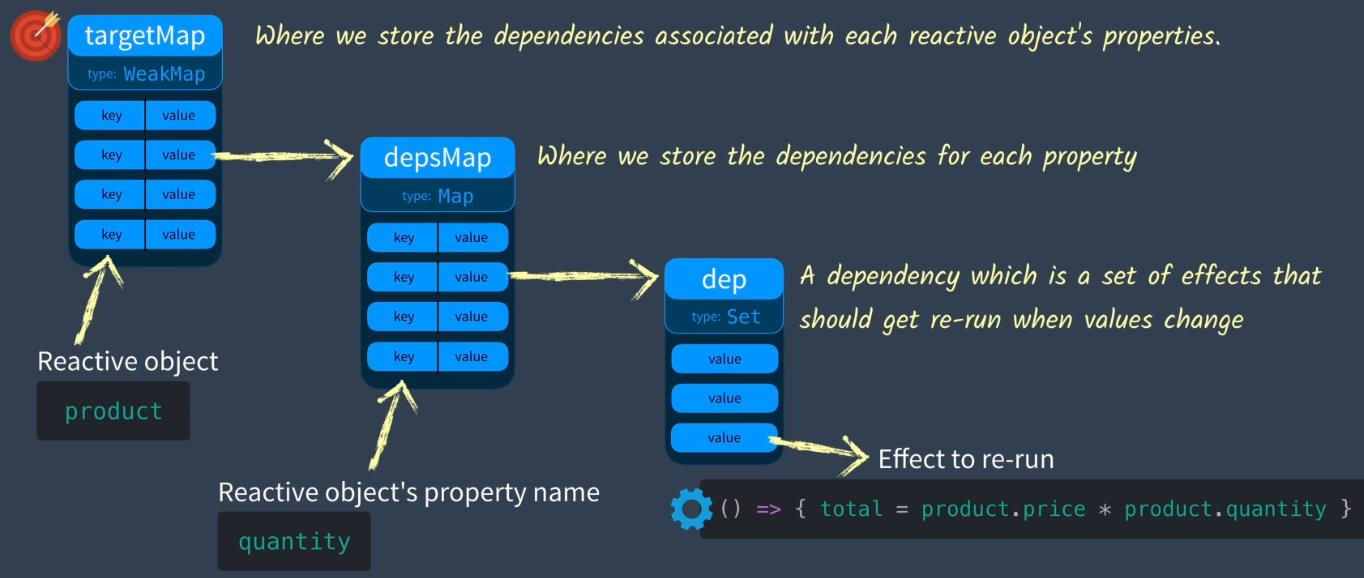 targetMap
Where we store the dependencies associated with each reactive object's properties.
type: WeakMap
key value
key value
key value
key value
depsMap
Where we store the dependencies for each property
type: Map
key value
key value
key value
key value
dep
A dependency which is a set of effects that
should get re-run when values change
type: Set
value
value
value
Reactive object
product
Reactive object's property name
quantity
Effect to re-run
() => { total = product.price * product.quantity }